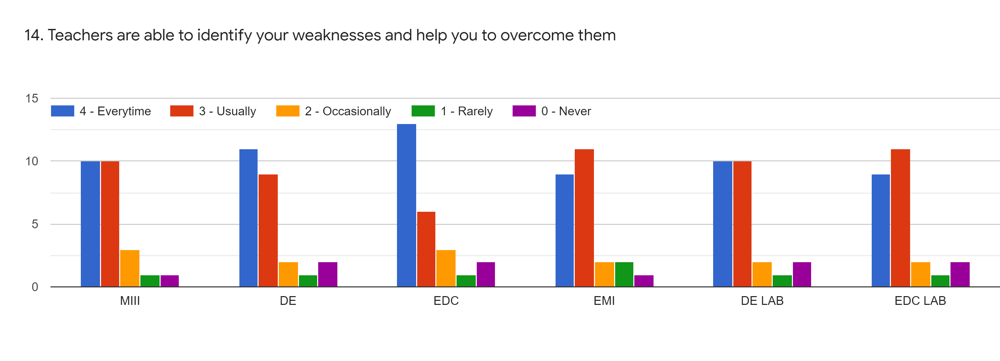 14. Teachers are able to identify your weaknesses and help you to overcome them
15
4 - Everytime 3 - Usually 2 - Occasionally 1 - Rarely 0 - Never
10
5
0
MIII DE EDC EMI DE LAB EDC LAB